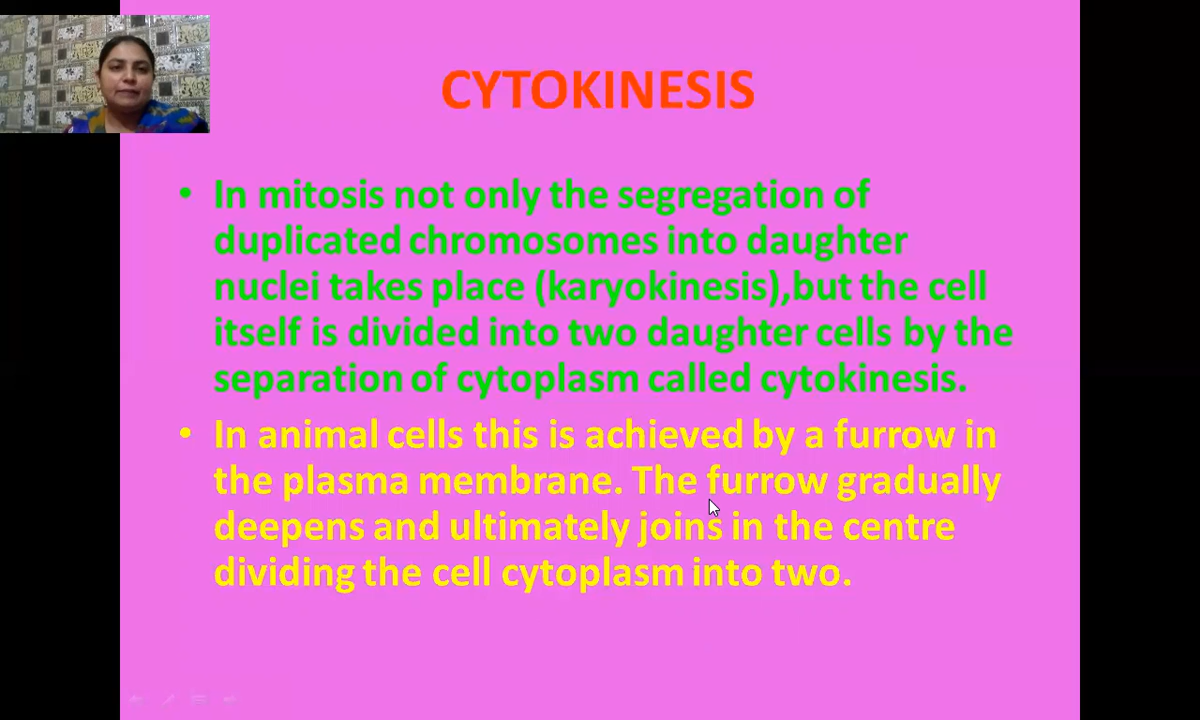 CYTOKINESIS
• In mitosis not only the segregation of
duplicated chromosomes into daughter
nuclei takes place (karyokinesis),but the cell
itself is divided into two daughter cells by the
separation of cytoplasm called cytokinesis.
• In animal cells this is achieved by a furrow in
the plasma membrane. The furrow gradually
deepens and ultimately joins in the centre
dividing the cell cytoplasm into two.